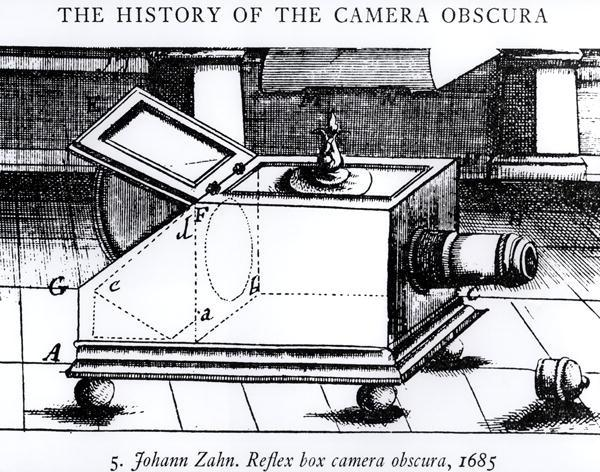 THE HISTORY OF THE CAMERA OBSCURA
E
M
N
F
d
H
G
c
h
C
a
A
5. Johann Zahn. Reflex box camera obscura, 1685